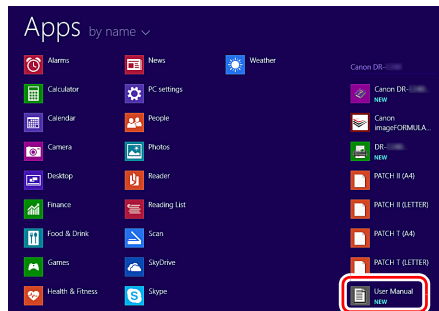 Apps by name
Alarms
Calculator
Calendar
Camera
Desktop
Finance
Food & Drink
Games
Health & Fitness
News
PC settings
People
Photos
Reader
Reading List
Scan
SkyDrive
Skype
Weather
Canon DR-
Canon DR-
NEW
Canon
imageFORMULA...
DR-
NEW
PATCH II (A4)
PATCH II (LETTER)
PATCH T (A4)
PATCH T (LETTER)
User Manual
NEW